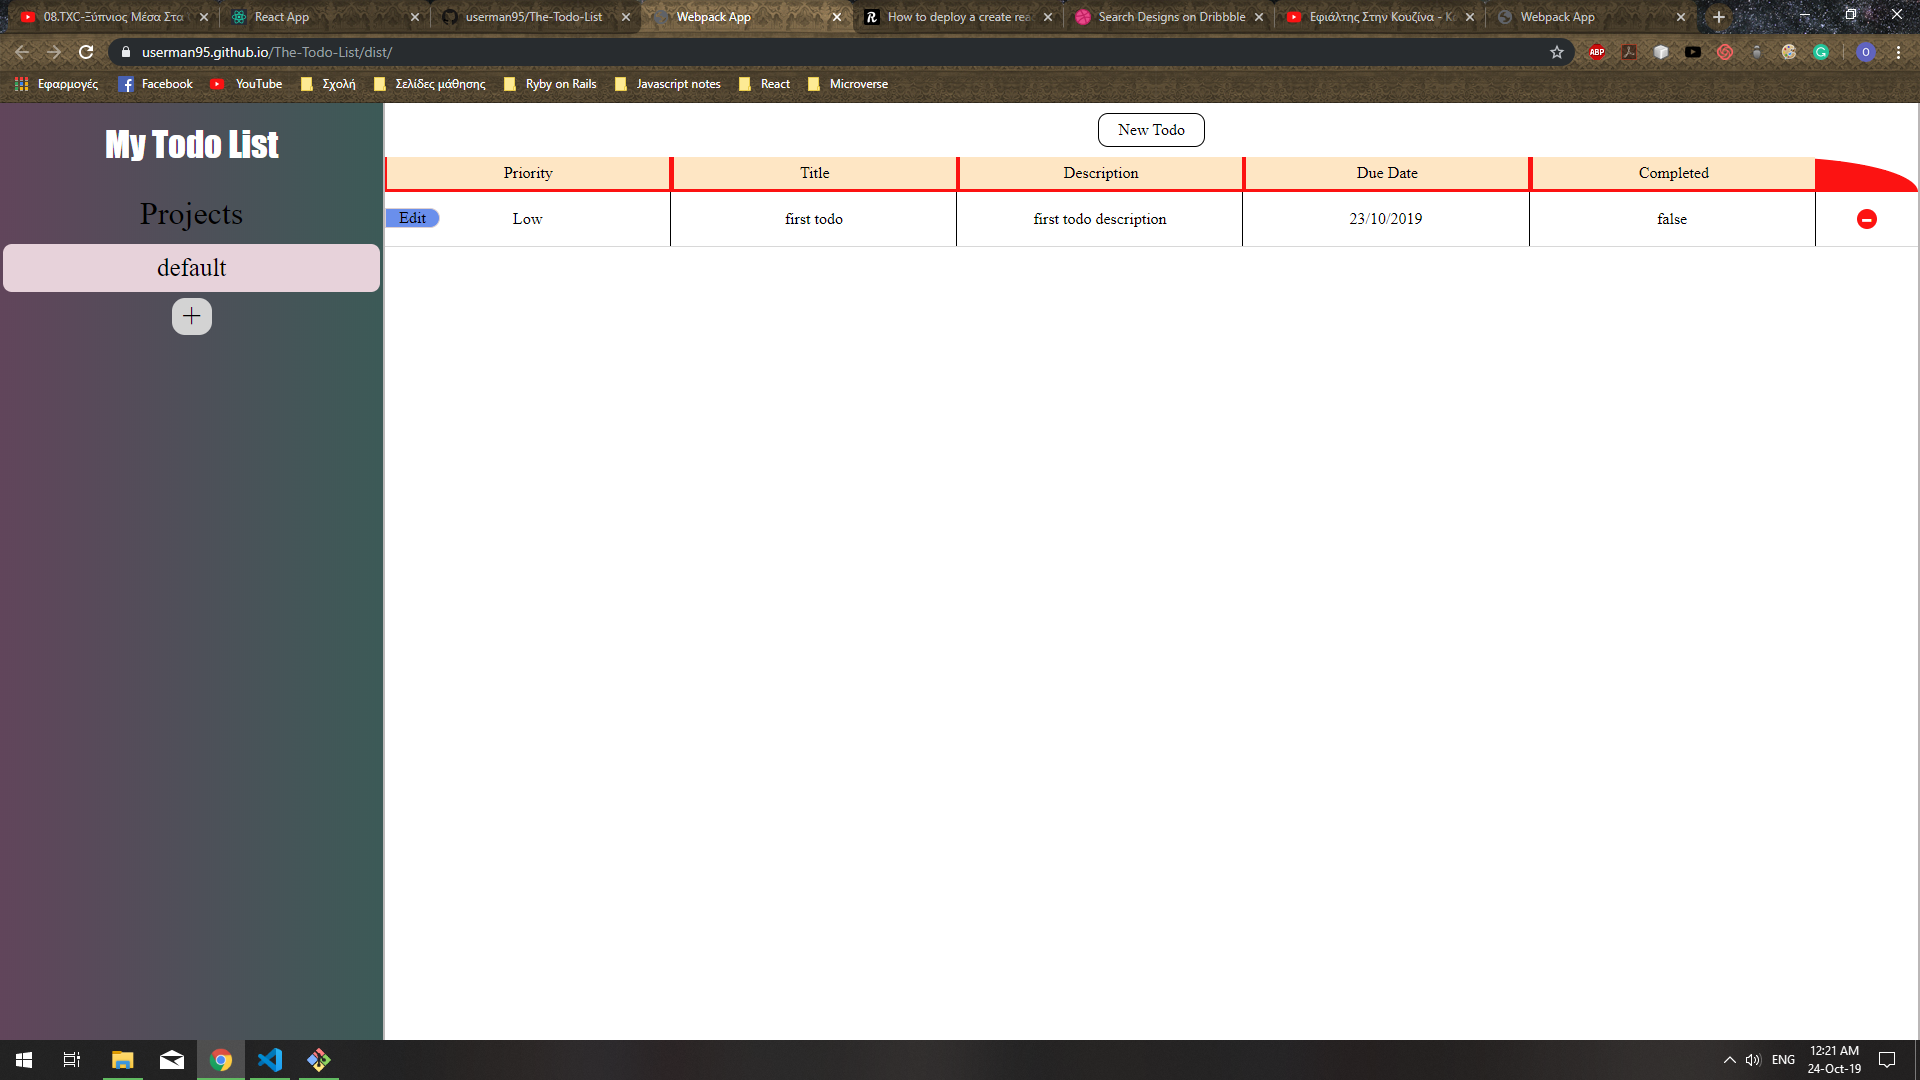 08.TXC-Ξύπνιος Μέσα Στα
React App
userman95/The-Todo-List
Webpack App
How to deploy a create rea
Search Designs on Dribbble
Εφιάλτης Στην Κουζίνα - Κα
Webpack App
userman95.github.io/The-Todo-List/dist/
ABP
G
O
Εφαρμογές
Facebook
YouTube
Σχολή
Σελίδες μάθησης
Ryby on Rails
Javascript notes
React
Microverse
My Todo List
Projects
default
+
New Todo
Priority Title Description Due Date Completed
Edit Low first todo first todo description 23/10/2019 false
ENG
12:21 AM
24-Oct-19